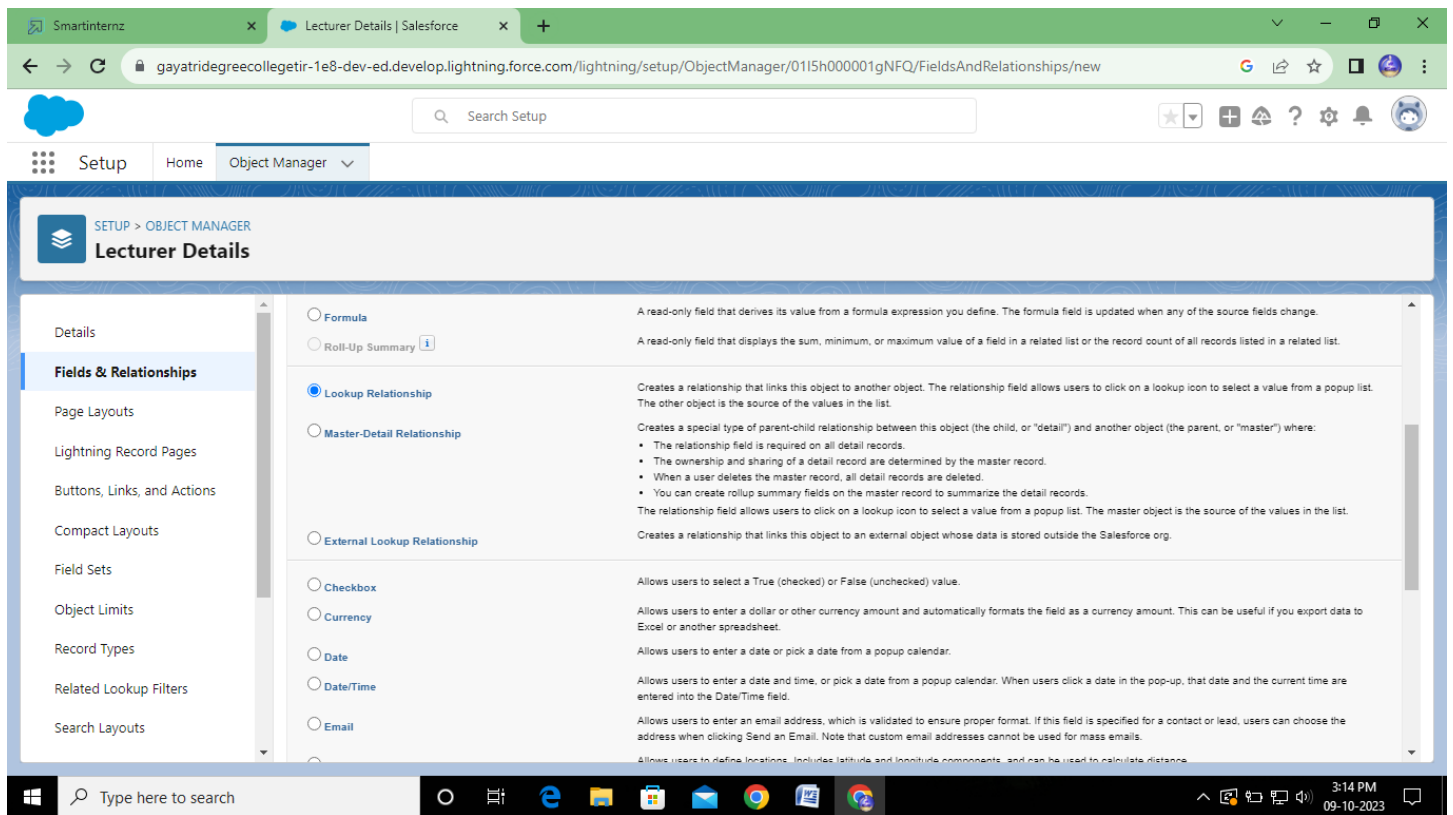 Smartinternz
Lecturer Details | Salesforce
gayatridegreecollegetir-1e8-dev-ed.develop.lightning.force.com/lightning/setup/ObjectManager/01I5h000001gNFQ/FieldsAndRelationships/new
Search Setup
Setup
Home
Object Manager
SETUP > OBJECT MANAGER
Lecturer Details
Details
Fields & Relationships
Page Layouts
Lightning Record Pages
Buttons, Links, and Actions
Compact Layouts
Field Sets
Object Limits
Record Types
Related Lookup Filters
Search Layouts
Formula
A read-only field that derives its value from a formula expression you define. The formula field is updated when any of the source fields change.
Roll-Up Summary
A read-only field that displays the sum, minimum, or maximum value of a field in a related list or the record count of all records listed in a related list.
Lookup Relationship
Creates a relationship that links this object to another object. The relationship field allows users to click on a lookup icon to select a value from a popup list.
The other object is the source of the values in the list.
Master-Detail Relationship
Creates a special type of parent-child relationship between this object (the child, or "detail") and another object (the parent, or "master") where:
• The relationship field is required on all detail records.
• The ownership and sharing of a detail record are determined by the master record.
• When a user deletes the master record, all detail records are deleted.
• You can create rollup summary fields on the master record to summarize the detail records.
The relationship field allows users to click on a lookup icon to select a value from a popup list. The master object is the source of the values in the list.
External Lookup Relationship
Creates a relationship that links this object to an external object whose data is stored outside the Salesforce org.
Checkbox
Allows users to select a True (checked) or False (unchecked) value.
Currency
Allows users to enter a dollar or other currency amount and automatically formats the field as a currency amount. This can be useful if you export data to
Excel or another spreadsheet.
Date
Allows users to enter a date or pick a date from a popup calendar.
Date/Time
Allows users to enter a date and time, or pick a date from a popup calendar. When users click a date in the pop-up, that date and the current time are
entered into the Date/Time field.
Email
Allows users to enter an email address, which is validated to ensure proper format. If this field is specified for a contact or lead, users can choose the
address when clicking Send an Email. Note that custom email addresses cannot be used for mass emails.
Allows users to define locations. Includes latitude and longitude components, and can be used to calculate distance.
Type here to search
3:14 PM
09-10-2023